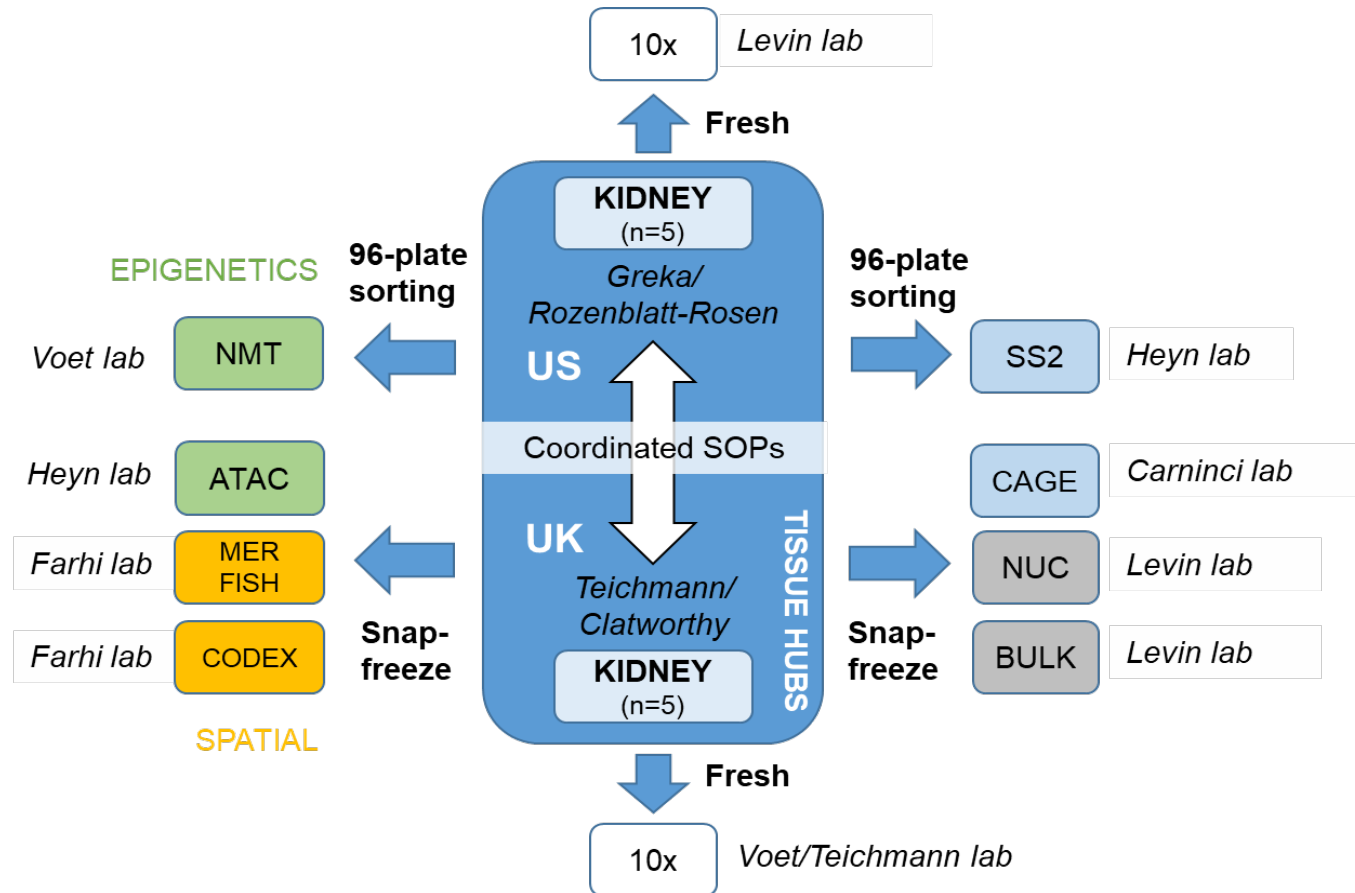 10x
Levin lab
Fresh
KIDNEY
(n=5)
Greka/
Rozenblatt-Rosen
US
Coordinated SOPs
UK
Teichmann/
Clatworthy
KIDNEY
(n=5)
TISSUE HUBS
96-plate
sorting
EPIGENETICS
Voet lab
NMT
Heyn lab
ATAC
Farhi lab
MER
FISH
Farhi lab
CODEX
Snap-
freeze
SPATIAL
96-plate
sorting
SS2
Heyn lab
CAGE
Carninci lab
NUC
Levin lab
Snap-
freeze
BULK
Levin lab
Fresh
10x
Voet/Teichmann lab